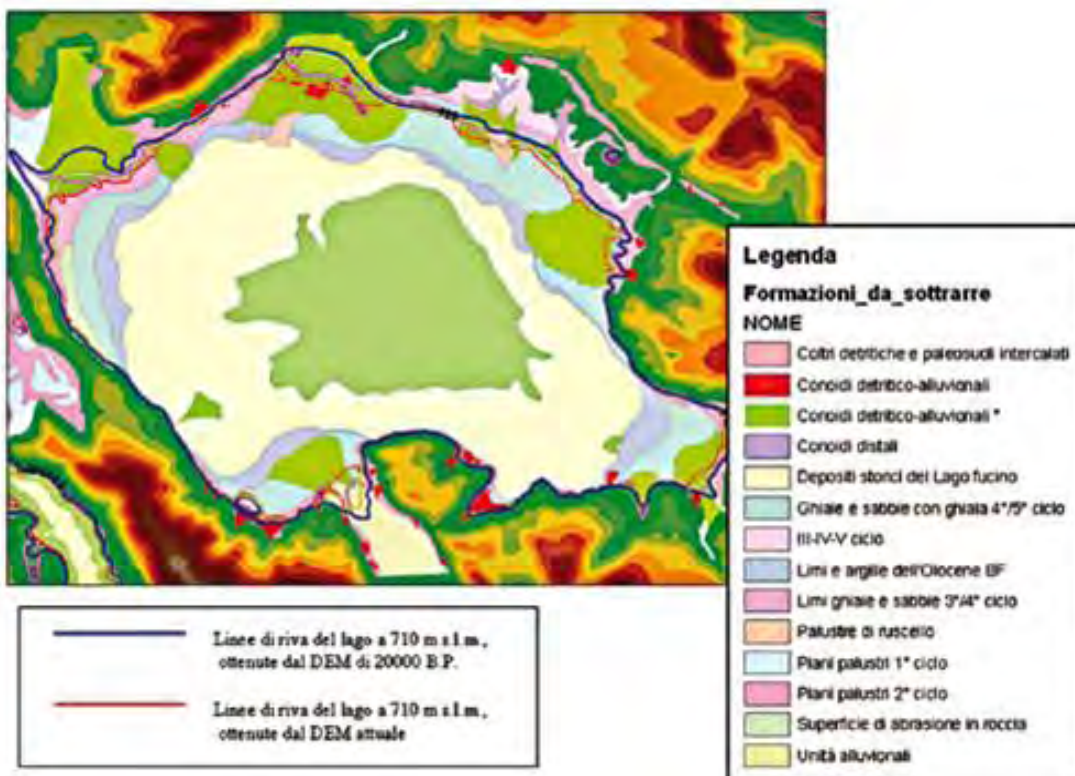 Legenda
Formazioni_da_sottrarre
NOME
Coltri detritiche e paleosuoli intercalati
Conoidi detritico-alluvionali
Conoidi detritico-alluvionali *
Conoidi distali
Depositi storici del Lago fucino
Ghiaie e sabbie con ghiaia 4°/5° ciclo
III-IV-V ciclo
Limi e argille dell'Olocene BF
Limi ghiaie e sabbie 3°/4° ciclo
Palustre di ruscello
Piani palustri 1° ciclo
Piani palustri 2° ciclo
Superficie di abrasione in roccia
Unità alluvionali
Linee di riva del lago a 710 m s.l.m.,
ottenute dal DEM di 20000 B.P.
Linee di riva del lago a 710 m s.l.m.,
ottenute dal DEM attuale